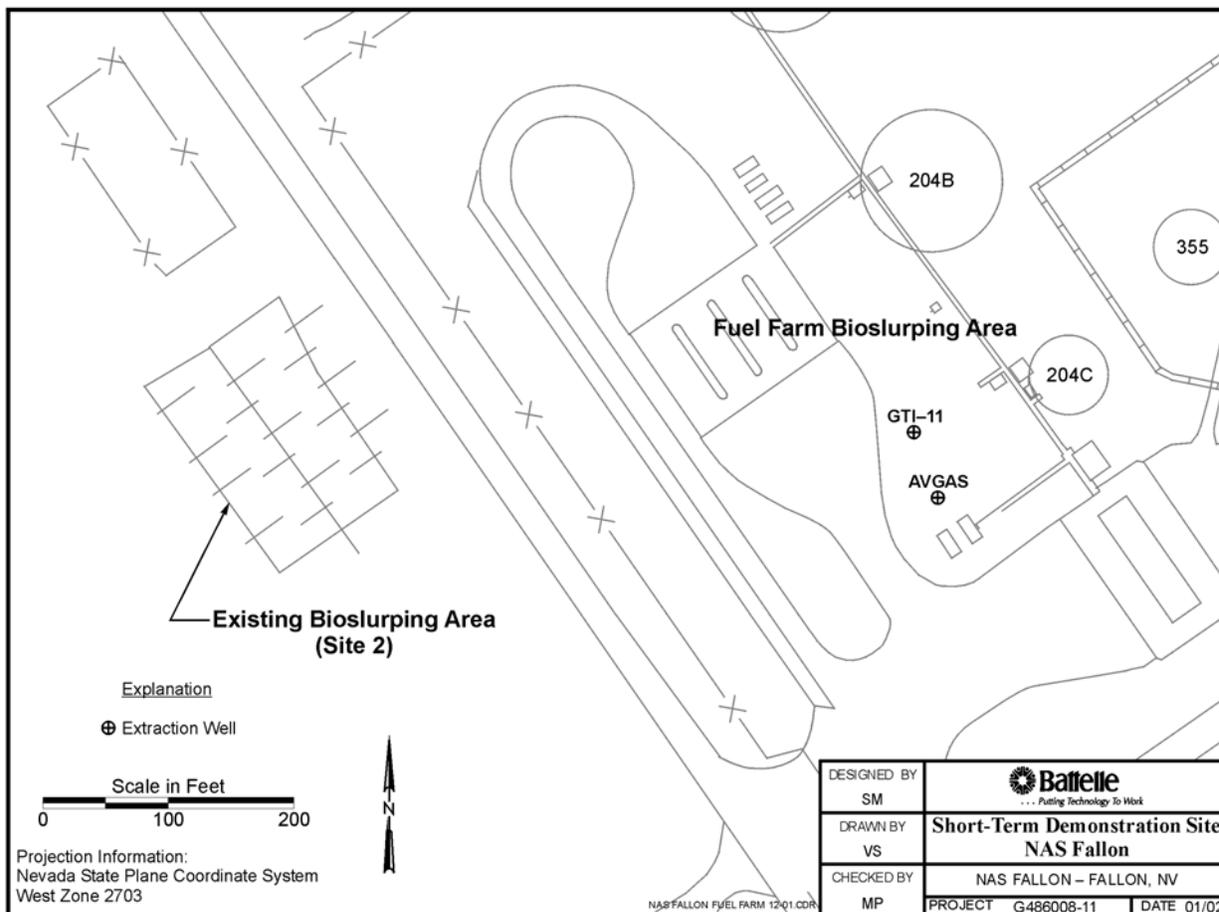 204B
355
Fuel Farm Bioslurping Area
204C
GTI–11
AVGAS
Existing Bioslurping Area
(Site 2)
Explanation
Extraction Well
Scale in Feet
0 100 200
N
Projection Information:
Nevada State Plane Coordinate System
West Zone 2703
NAS FALLON FUEL FARM 12-01.CDR
DESIGNED BY
SM
Battelle
. . . Putting Technology To Work
DRAWN BY
VS
Short-Term Demonstration Site
NAS Fallon
CHECKED BY
MP
NAS FALLON – FALLON, NV
PROJECT G486008-11 DATE 01/02